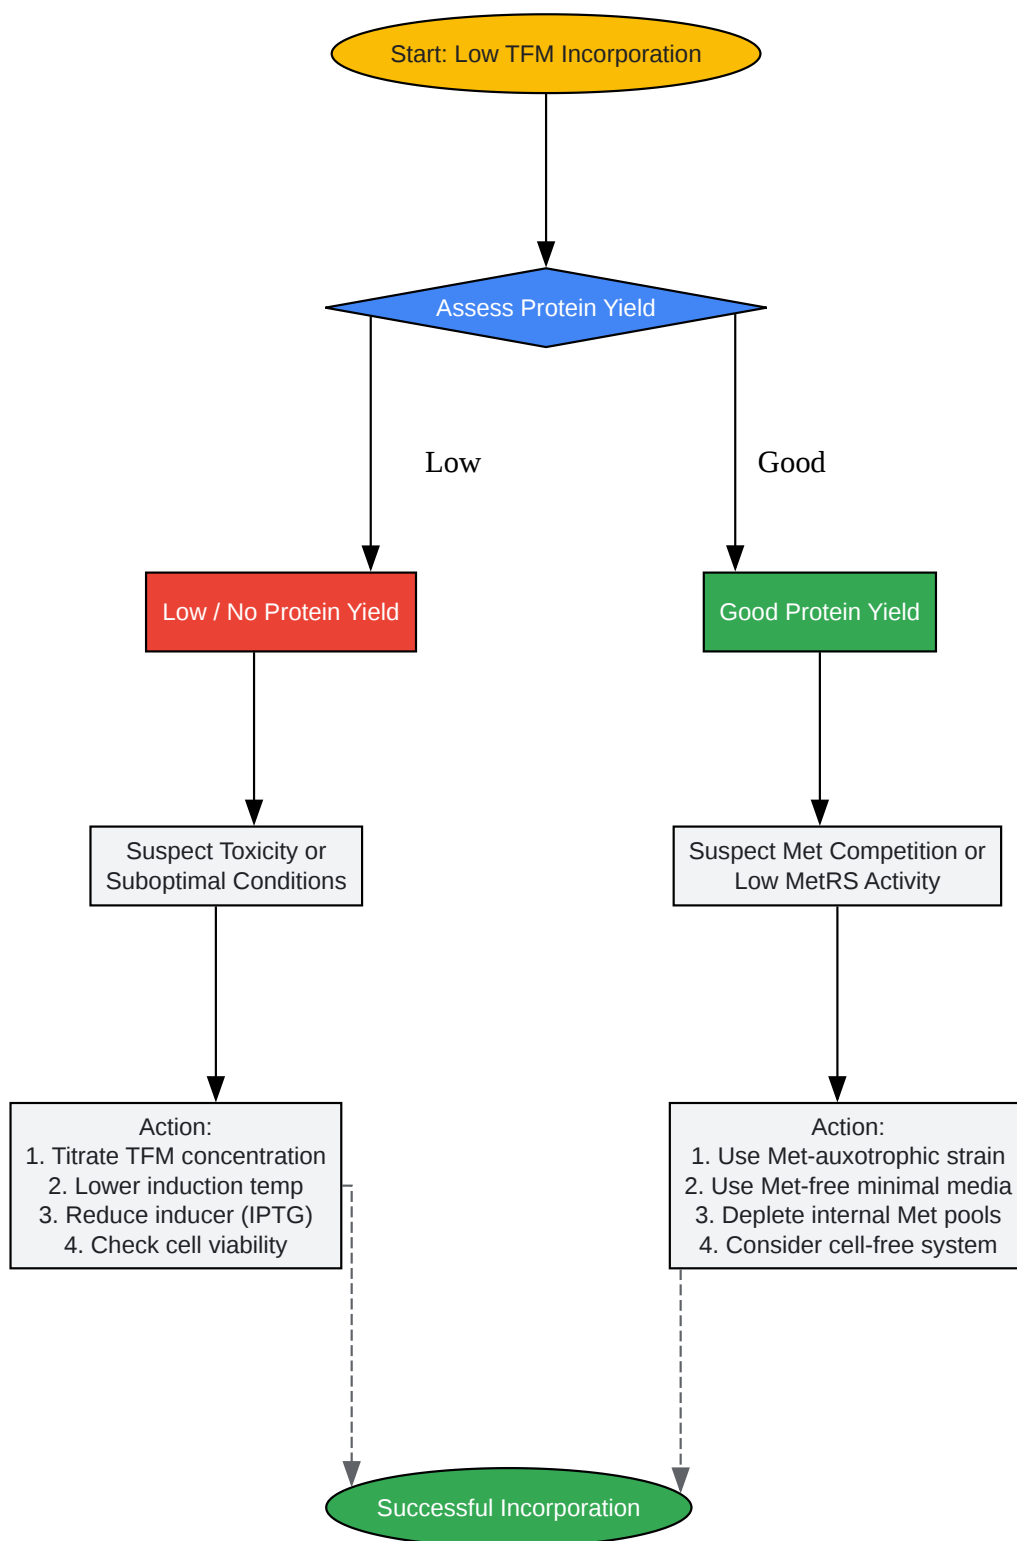 Start: Low TFM Incorporation
Assess Protein Yield
Low
Good
Low / No Protein Yield
Good Protein Yield
Suspect Toxicity or
Suboptimal Conditions
Suspect Met Competition or
Low MetRS Activity
Action:
1. Titrate TFM concentration
2. Lower induction temp
3. Reduce inducer (IPTG)
4. Check cell viability
Action:
1. Use Met-auxotrophic strain
2. Use Met-free minimal media
3. Deplete internal Met pools
4. Consider cell-free system
Successful Incorporation